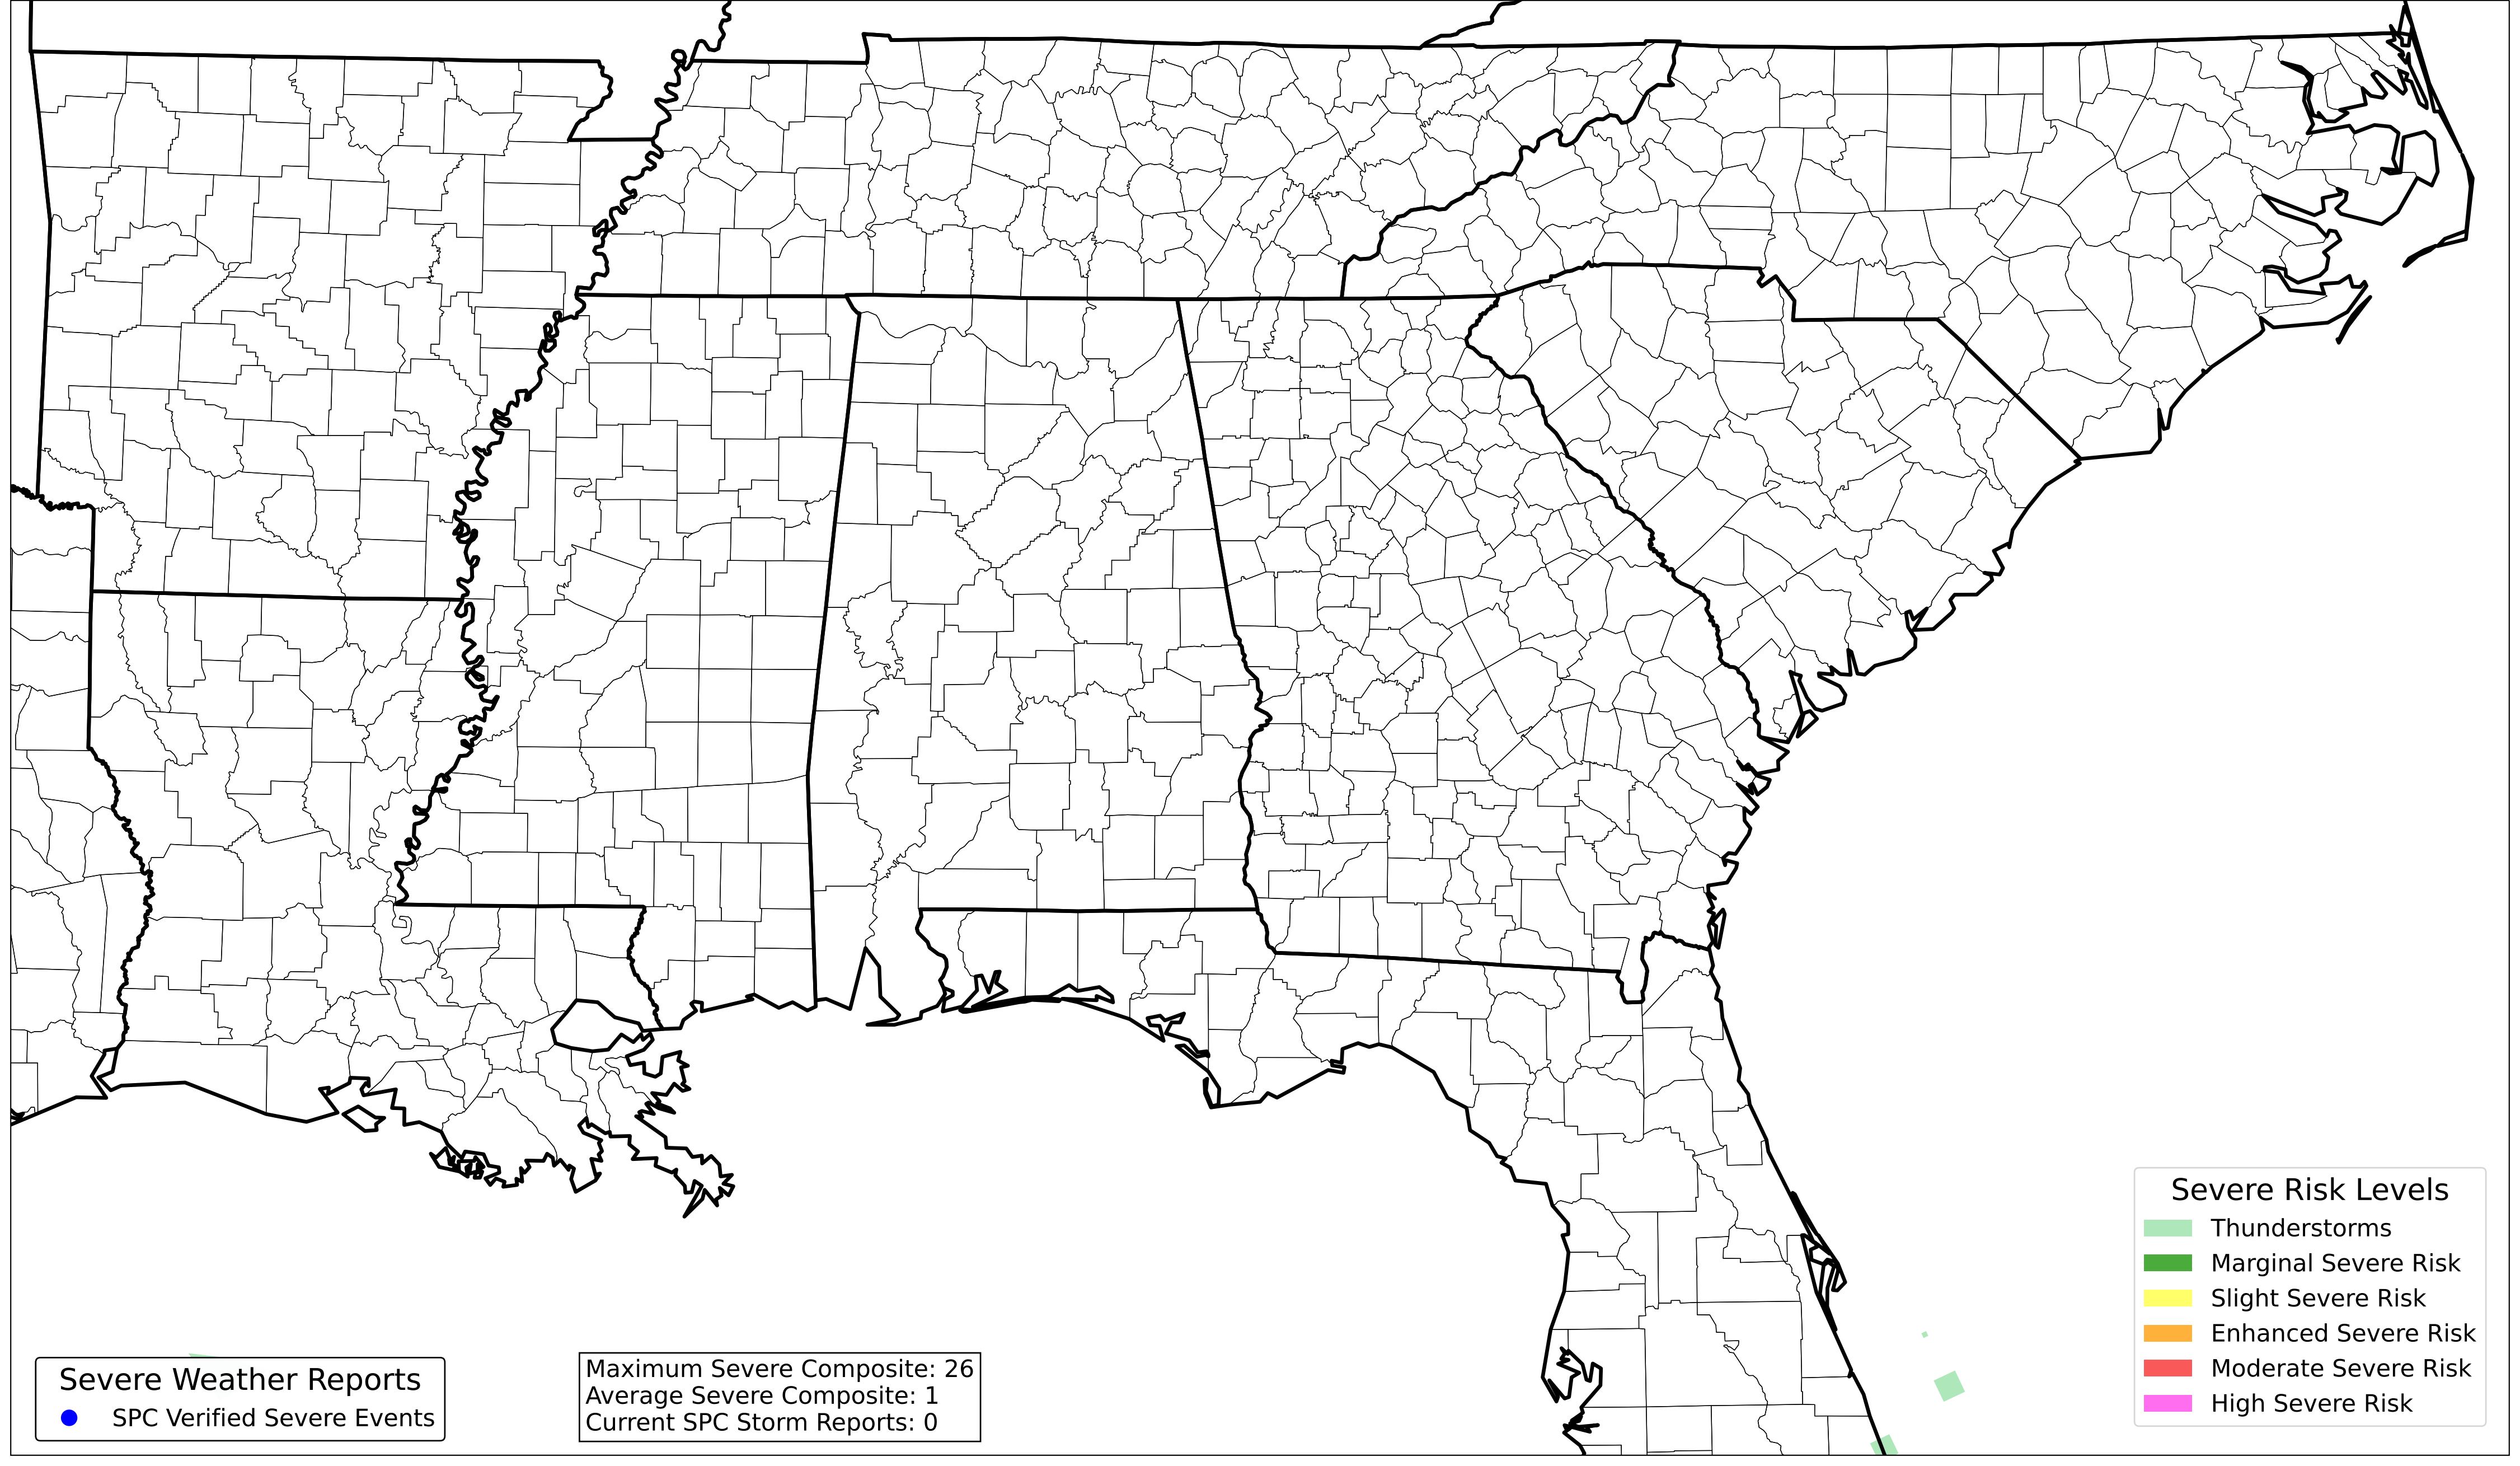 Severe Weather Reports
SPC Verified Severe Events
Maximum Severe Composite: 26
Average Severe Composite: 1
Current SPC Storm Reports: 0
Severe Risk Levels
Thunderstorms
Marginal Severe Risk
Slight Severe Risk
Enhanced Severe Risk
Moderate Severe Risk
High Severe Risk